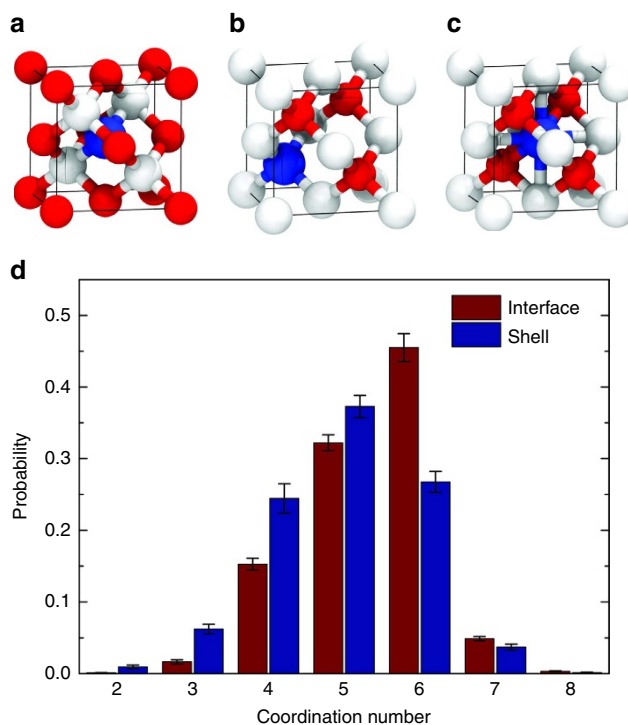 a
b
c
d
Interface
Shell
0.5
0.4
0.3
0.2
0.1
0.0
Probability
2 3 4 5 6 7 8
Coordination number